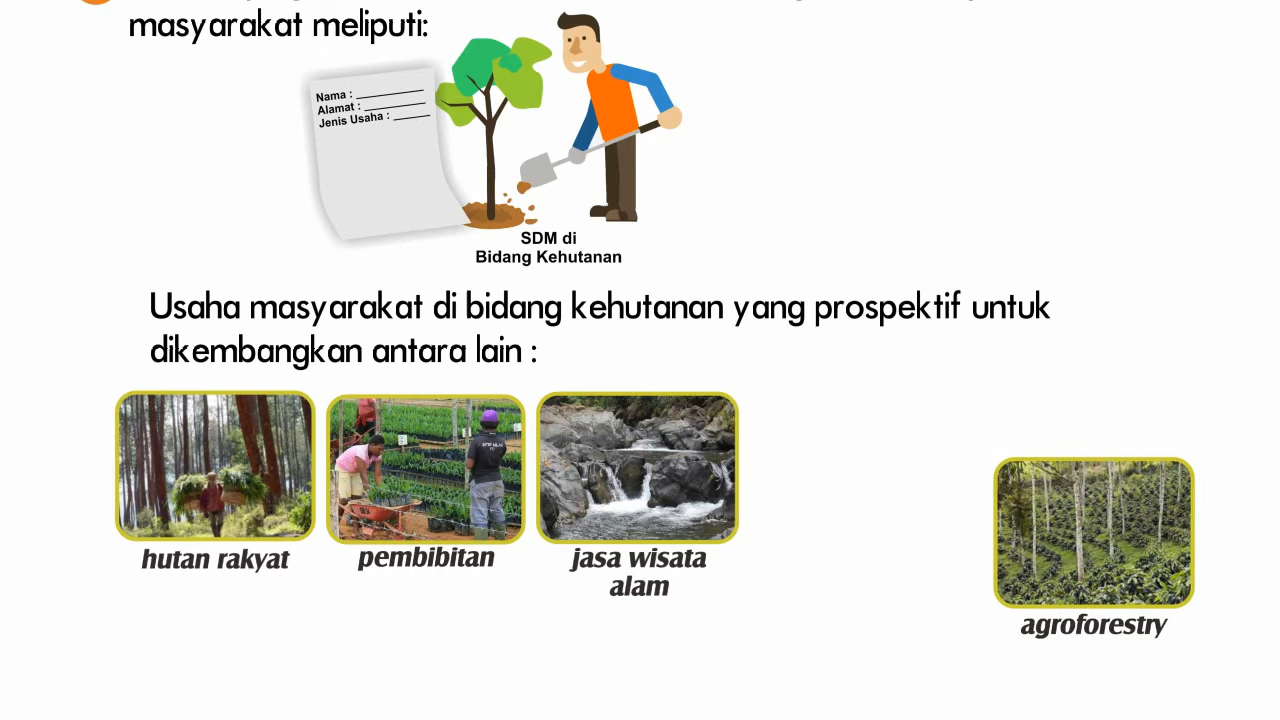 masyarakat meliputi:
Nama :
Alamat :
Jenis Usaha :
SDM di
Bidang Kehutanan
Usaha masyarakat di bidang kehutanan yang prospektif untuk
dikembangkan antara lain :
hutan rakyat
pembibitan
jasa wisata
alam
agroforestry